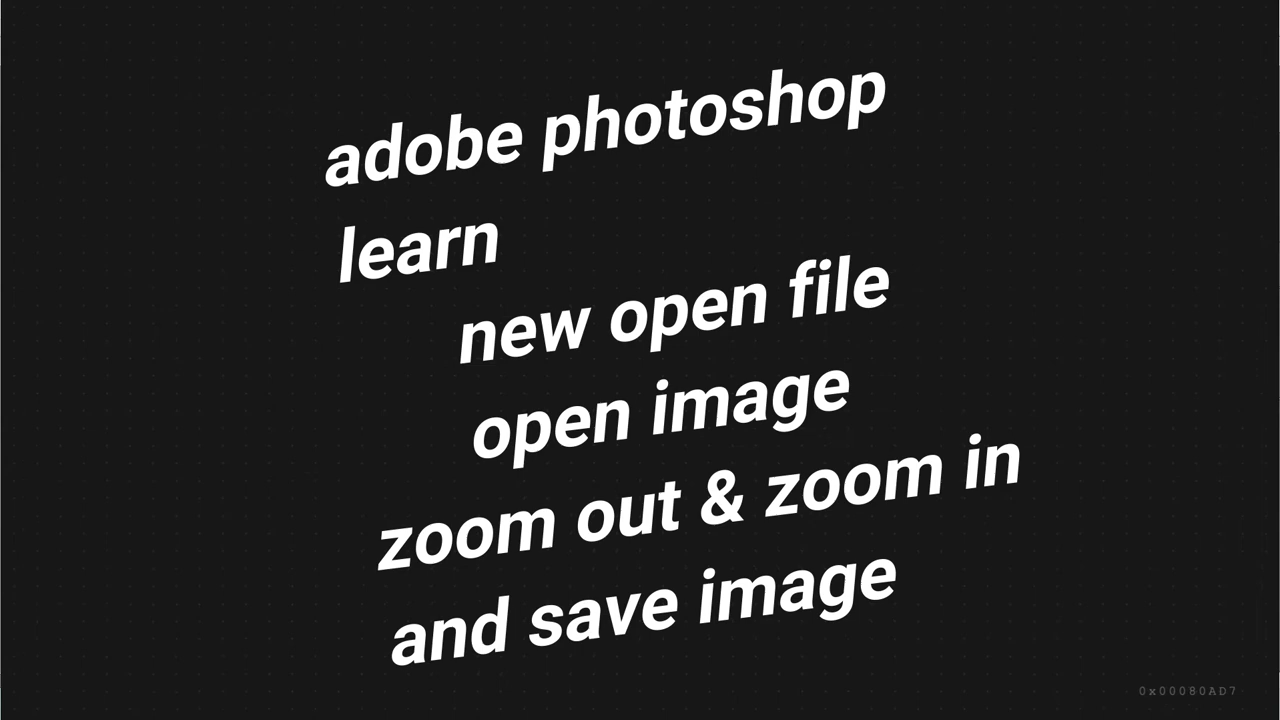 adobe photoshop
learn
new open file
open image
zoom out & zoom in
and save image
0x00080AD7